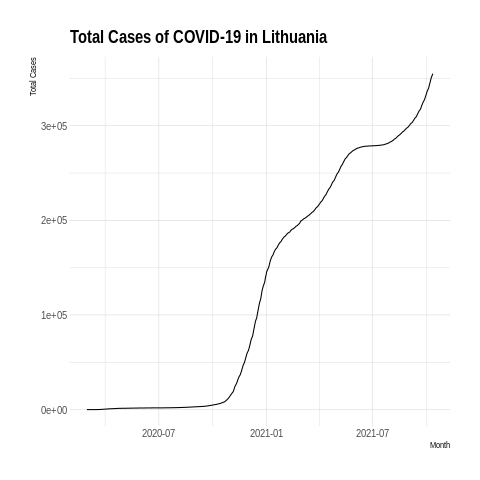 Total Cases of COVID-19 in Lithuania
Total Cases
3e+05
2e+05
1e+05
0e+00
2020-07 2021-01 2021-07
Month